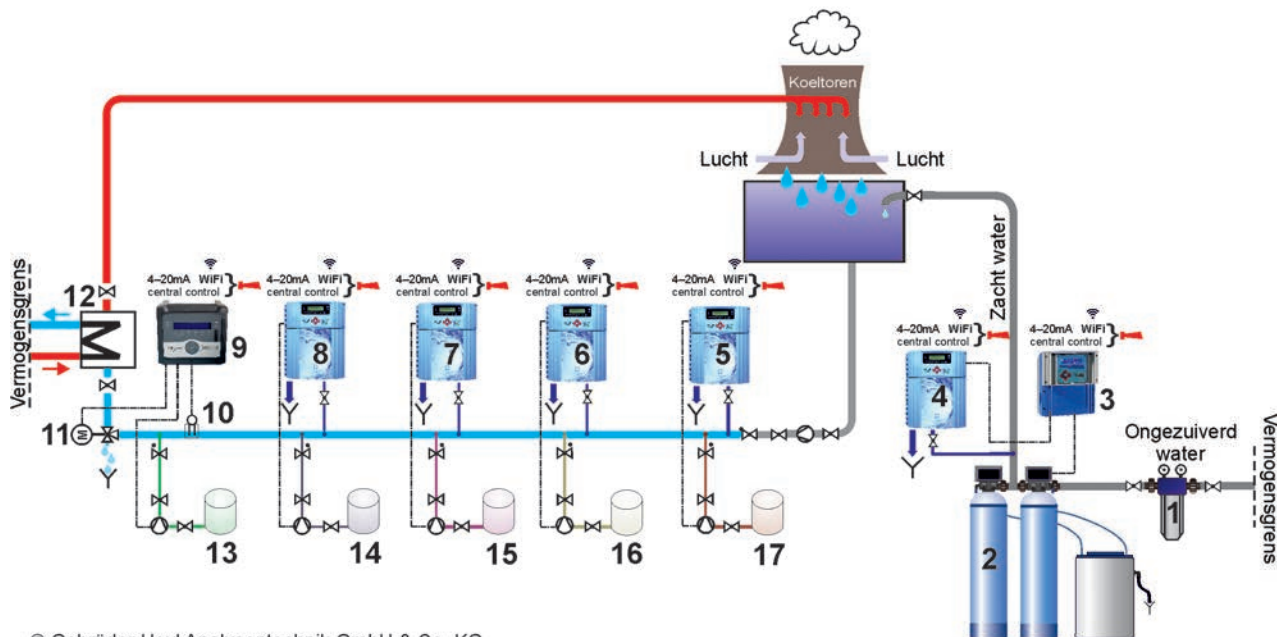 Koeltoren
Lucht
Lucht
Zacht water
4–20mA WiFi
central control
4–20mA WiFi
central control
4–20mA WiFi
central control
4–20mA WiFi
central control
4–20mA WiFi
central control
12
Vermogensgrens
9
8
7
6
5
4–20mA WiFi
central control
4–20mA WiFi
central control
4
3
10
11
M
Ongezuiverd
water
Vermogensgrens
1
2
13
14
15
16
17